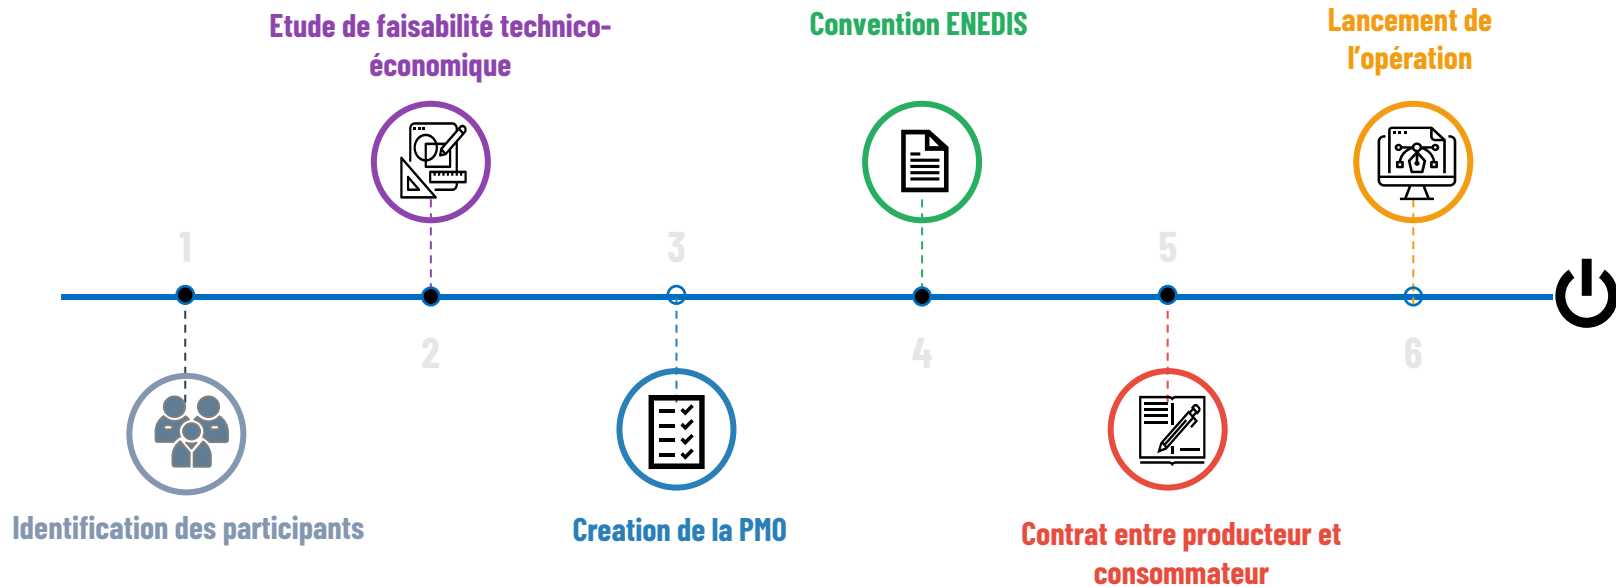 Etude de faisabilité technico-
économique
Convention ENEDIS
Lancement de
l'opération
1
3
5
2
4
6
Identification des participants
Creation de la PMO
Contrat entre producteur et
consommateur